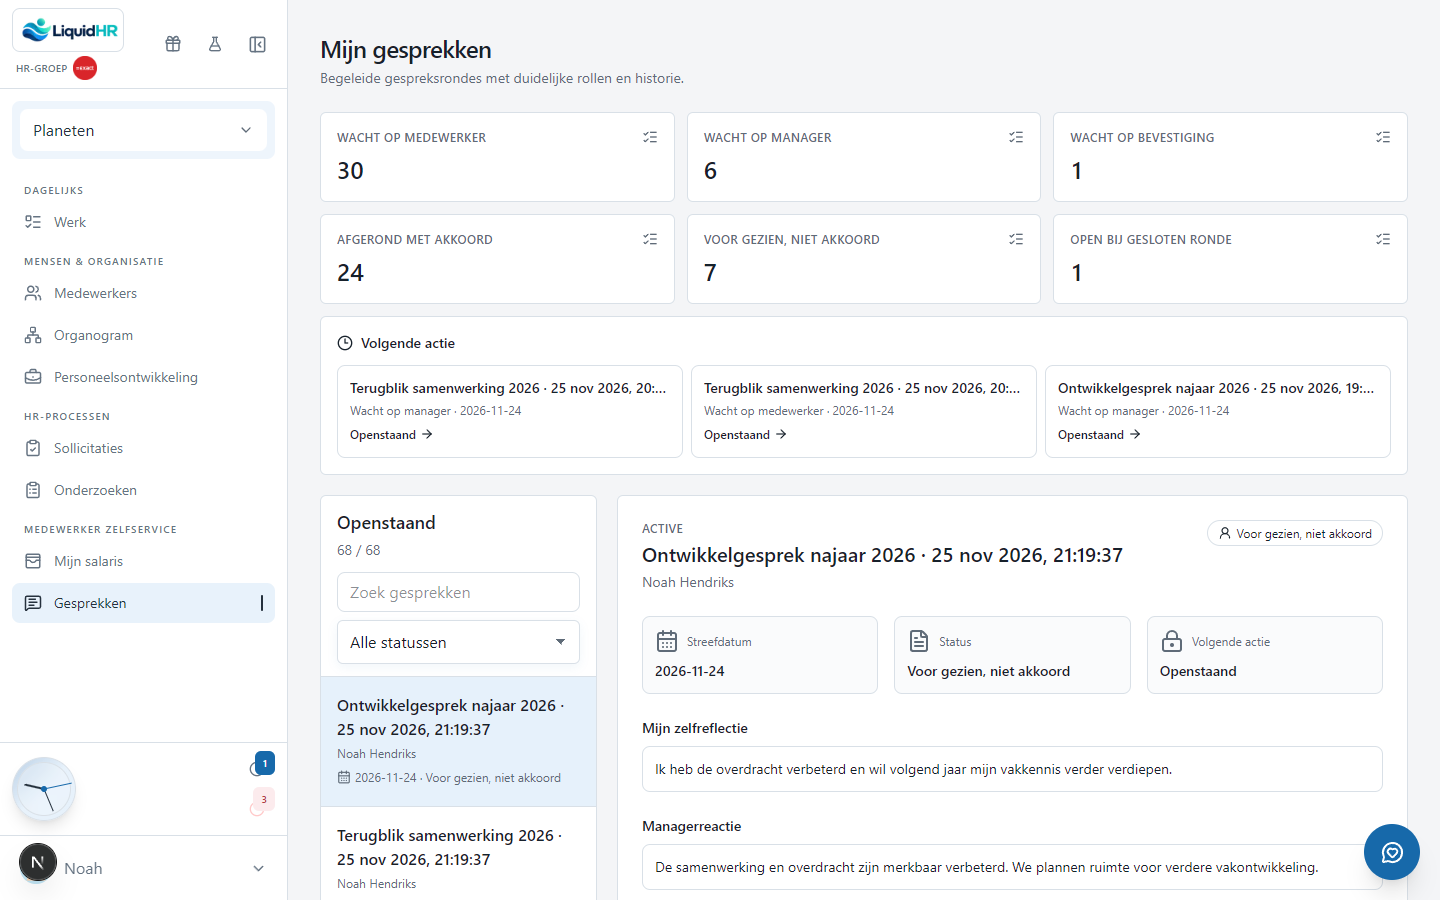 LiquidHR
HR-GROEP
Planeten
DAGELIJKS
Werk
MENSEN & ORGANISATIE
Medewerkers
Organogram
Personeelsontwikkeling
HR-PROCESSEN
Sollicitaties
Onderzoeken
MEDEWERKER ZELFSERVICE
Mijn salaris
Gesprekken
1
3
N
Noah
Mijn gesprekken
Begeleide gespreksrondes met duidelijke rollen en historie.
WACHT OP MEDEWERKER
30
WACHT OP MANAGER
6
WACHT OP BEVESTIGING
1
AFGEROND MET AKKOORD
24
VOOR GEZIEN, NIET AKKOORD
7
OPEN BIJ GESLOTEN RONDE
1
Volgende actie
Terugblik samenwerking 2026 · 25 nov 2026, 20:...
Wacht op manager · 2026-11-24
Openstaand
Terugblik samenwerking 2026 · 25 nov 2026, 20:...
Wacht op medewerker · 2026-11-24
Openstaand
Ontwikkelgesprek najaar 2026 · 25 nov 2026, 19:...
Wacht op manager · 2026-11-24
Openstaand
Openstaand
68 / 68
Zoek gesprekken
Alle statussen
Ontwikkelgesprek najaar 2026 ·
25 nov 2026, 21:19:37
Noah Hendriks
2026-11-24 · Voor gezien, niet akkoord
Terugblik samenwerking 2026 ·
25 nov 2026, 21:19:37
Noah Hendriks
ACTIVE
Voor gezien, niet akkoord
Ontwikkelgesprek najaar 2026 · 25 nov 2026, 21:19:37
Noah Hendriks
Streefdatum
2026-11-24
Status
Voor gezien, niet akkoord
Volgende actie
Openstaand
Mijn zelfreflectie
Ik heb de overdracht verbeterd en wil volgend jaar mijn vakkennis verder verdiepen.
Managerreactie
De samenwerking en overdracht zijn merkbaar verbeterd. We plannen ruimte voor verdere vakontwikkeling.